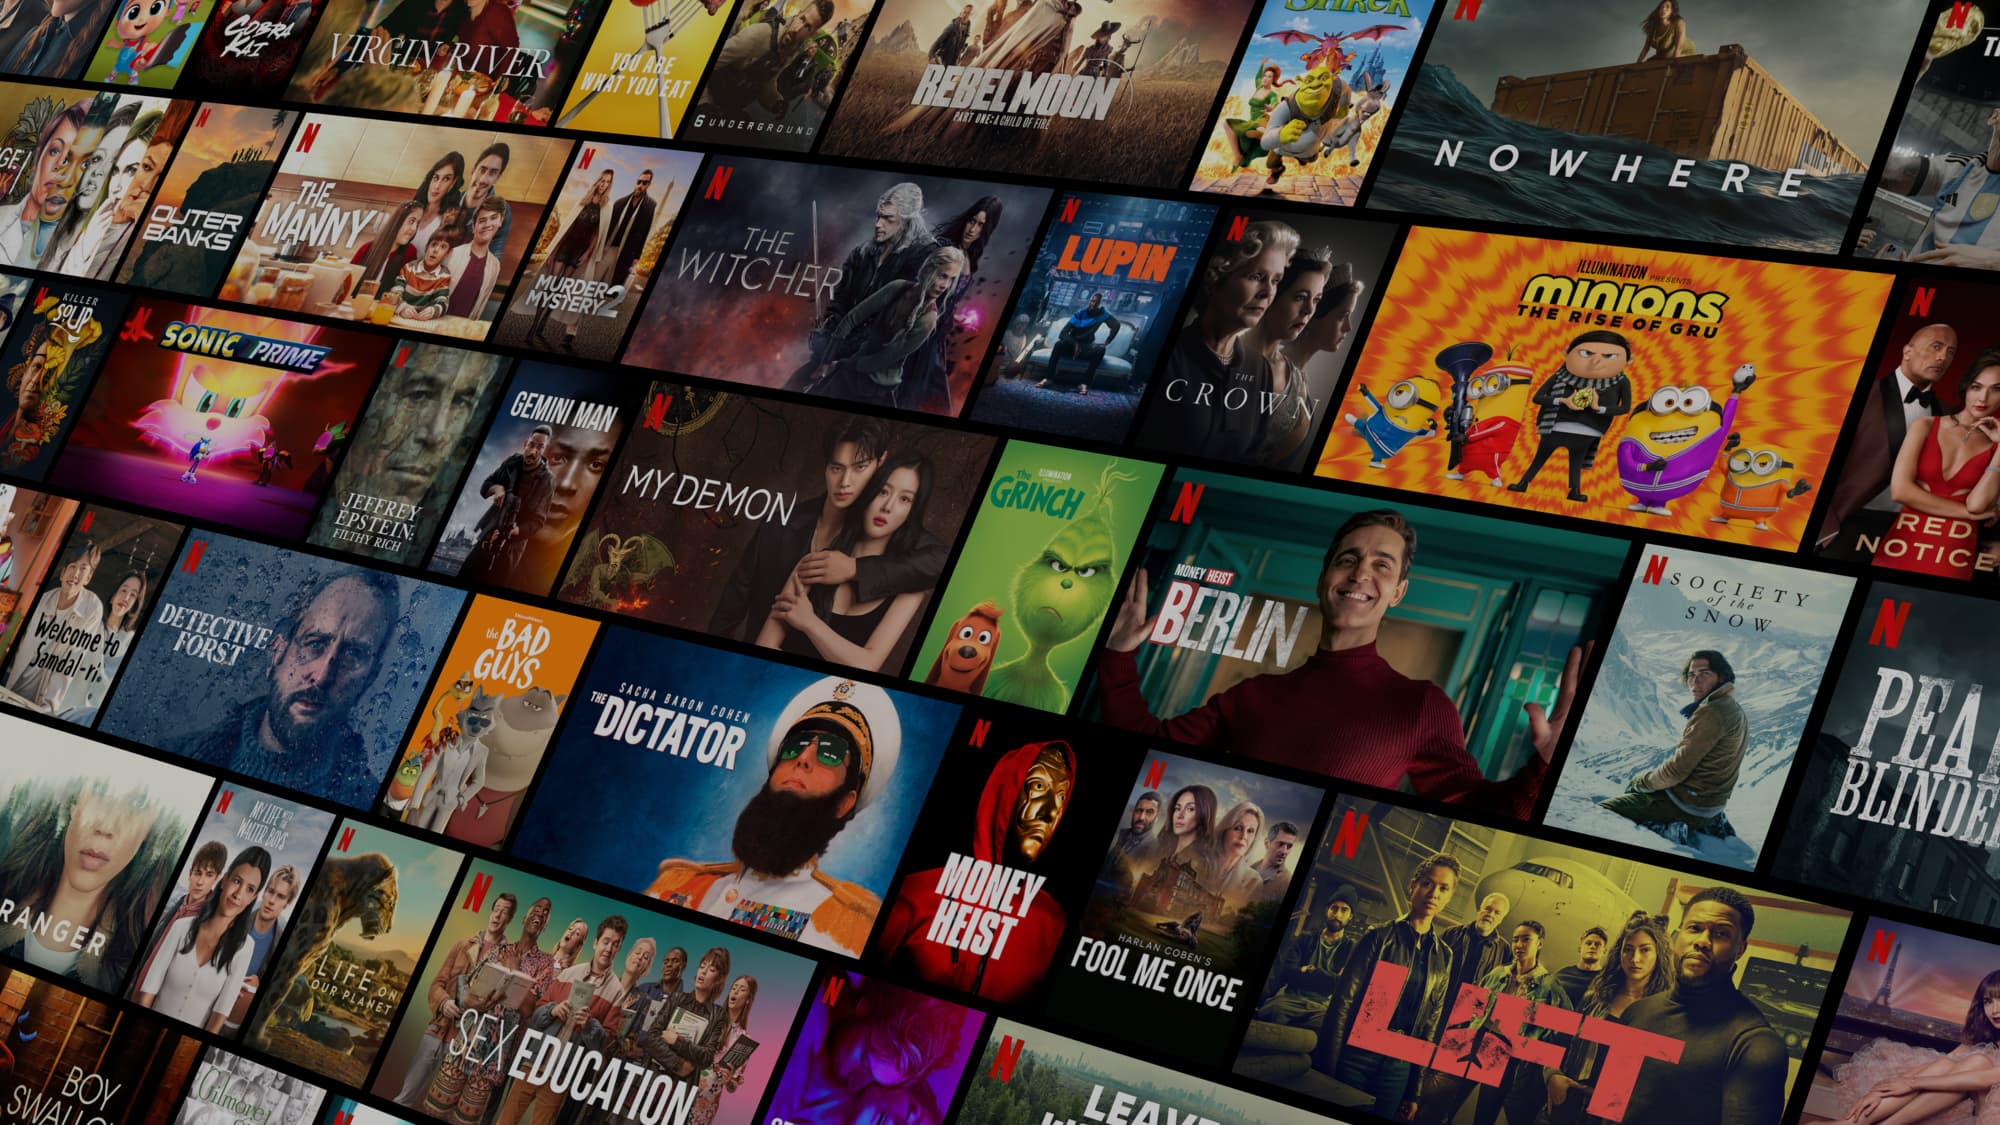 COBRA
KAI
VIRGIN RIVER
YOU ARE
WHAT YOU EAT
6 UNDERGROUND
REBEL MOON
PART ONE: A CHILD OF FIRE
SHREK
N
NOWHERE
N
N
OUTER
BANKS
N
THE
MANNY
N
MURDER
MYSTERY 2
N
THE
WITCHER
N
LUPIN
N
THE
CROWN
ILLUMINATION PRESENTS
MINIONS
THE RISE OF GRU
N
RED
NOTICE
N
KILLER
SOUP
N
SONIC PRIME
N
JEFFREY
EPSTEIN:
FILTHY RICH
GEMINI MAN
N
MY DEMON
ILLUMINATION
THE
GRINCH
N
MONEY HEIST
BERLIN
N
SOCIETY
of the
SNOW
N
PEA
BLINDE
N
Welcome to
Samdal-ri
N
DETECTIVE
FORST
the
BAD
GUYS
SACHA BARON COHEN
THE
DICTATOR
N
MONEY
HEIST
N
HARLAN COBEN'S
FOOL ME ONCE
N
LIFT
N
RANGER
N
MY LIFE WITH
THE
WALTER BOYS
N
LIFE ON
OUR PLANET
N
SEX EDUCATION
N
N
LEAVE
BOY
SWALLO
Gilmore
N